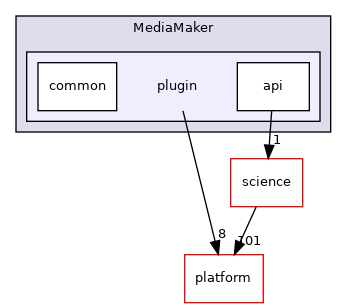 MediaMaker
common plugin api
1
science
8 101
platform